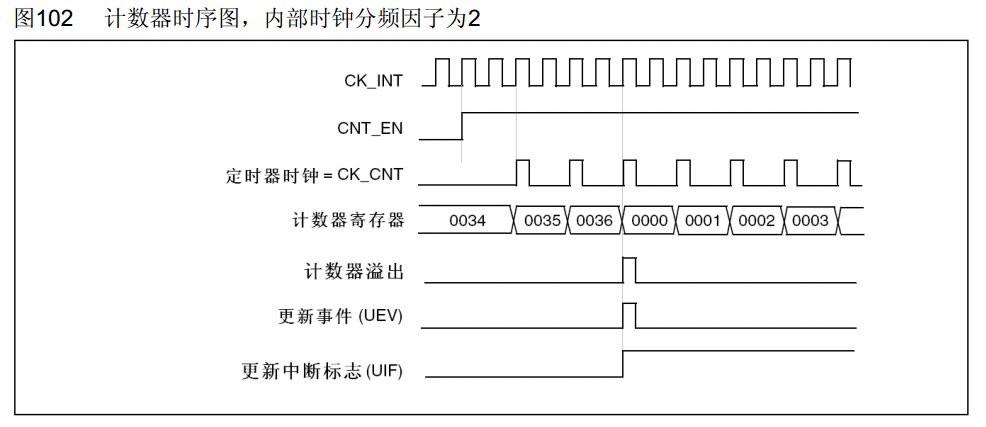 图102 计数器时序图，内部时钟分频因子为2
CK_INT
CNT_EN
定时器时钟 = CK_CNT
计数器寄存器 0034 0035 0036 0000 0001 0002 0003
计数器溢出
更新事件 (UEV)
更新中断标志 (UIF)